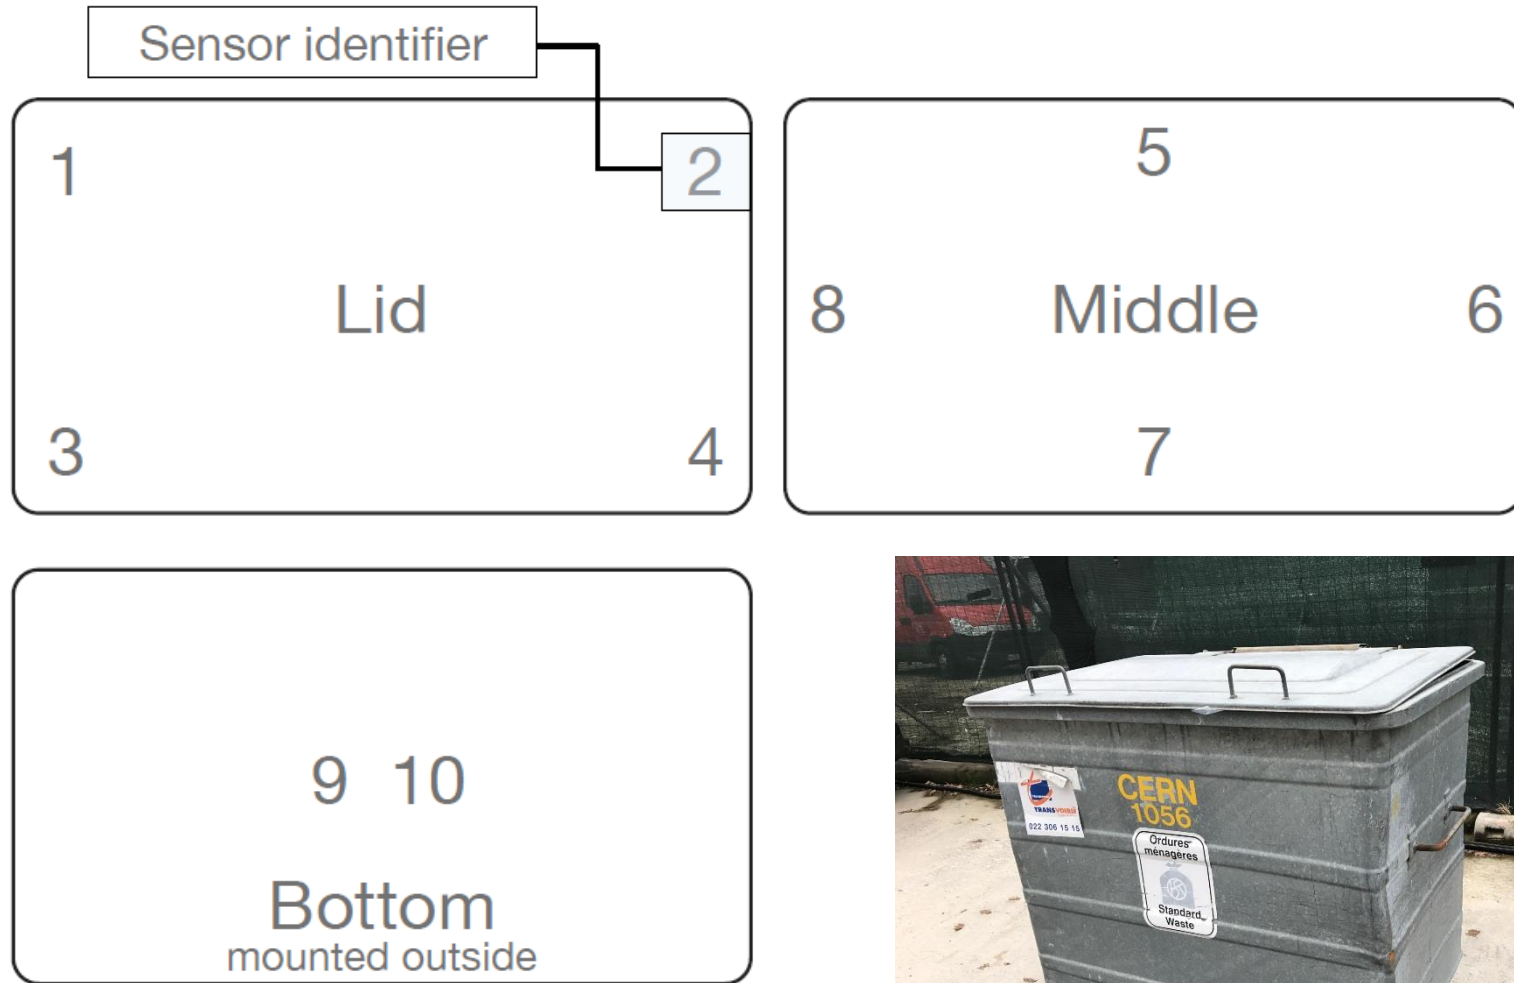 Sensor identifier
1
2
Lid
3
4
5
8
Middle
6
7
9 10
Bottom
mounted outside
TRANSVOIRIE
022 306 15 15
CERN
1056
Ordures
ménagères
Standard
Waste